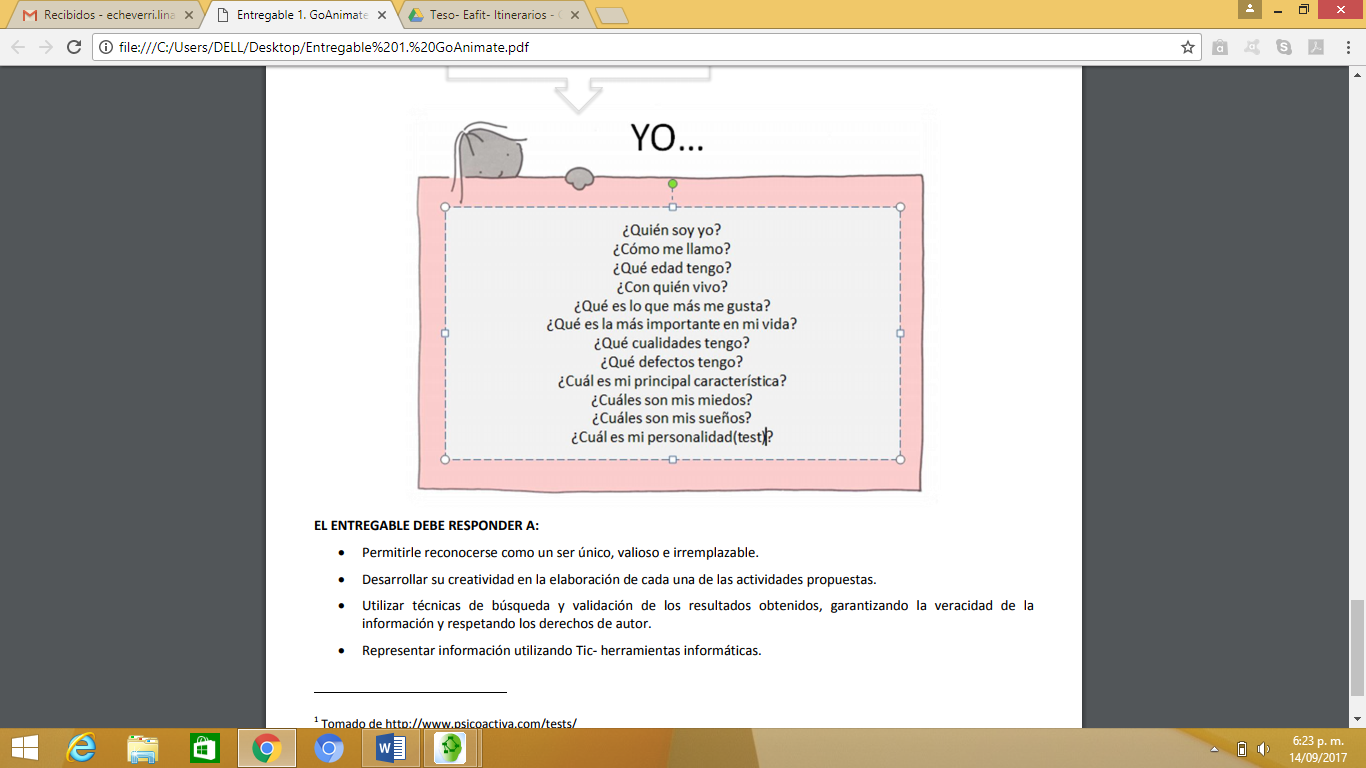 Recibidos - echeverri.lina
Entregable 1. GoAnimate
Teso- Eafit- Itinerarios -
file:///C:/Users/DELL/Desktop/Entregable%201.%20GoAnimate.pdf
YO...
¿Quién soy yo?
¿Cómo me llamo?
¿Qué edad tengo?
¿Con quién vivo?
¿Qué es lo que más me gusta?
¿Qué es la más importante en mi vida?
¿Qué cualidades tengo?
¿Qué defectos tengo?
¿Cuál es mi principal característica?
¿Cuáles son mis miedos?
¿Cuáles son mis sueños?
¿Cuál es mi personalidad(test)?
EL ENTREGABLE DEBE RESPONDER A:
• Permitirle reconocerse como un ser único, valioso e irremplazable.
• Desarrollar su creatividad en la elaboración de cada una de las actividades propuestas.
• Utilizar técnicas de búsqueda y validación de los resultados obtenidos, garantizando la veracidad de la
información y respetando los derechos de autor.
• Representar información utilizando Tic- herramientas informáticas.
1 Tomado de http://www.psicoactiva.com/tests/
6:23 p. m.
14/09/2017